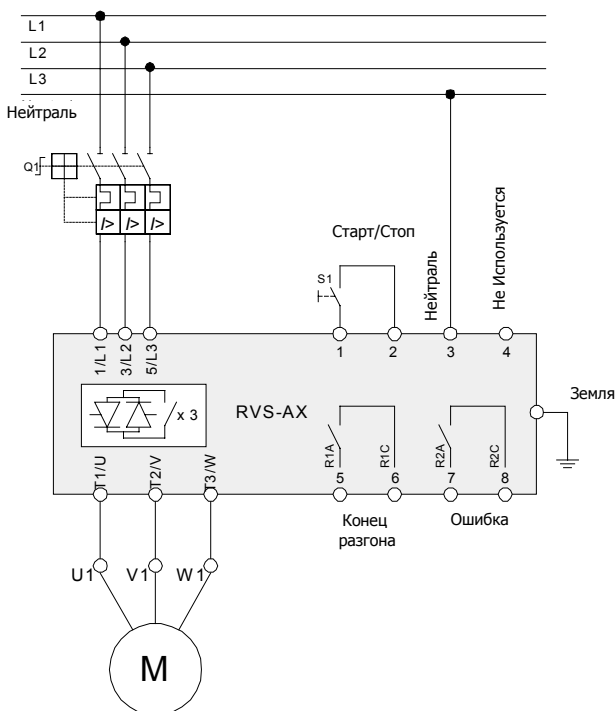 L1
L2
L3
Нейтраль
Q1
I>
I>
I>
Старт/Стоп
S1
Нейтраль
Не Используется
1/L1
3/L2
5/L3
1
2
3
4
Земля
x 3
RVS-AX
R1A
R1C
R2A
R2C
T1/U
T2/V
T3/W
5
6
7
8
Конец
разгона
Ошибка
U1
V1
W1
M